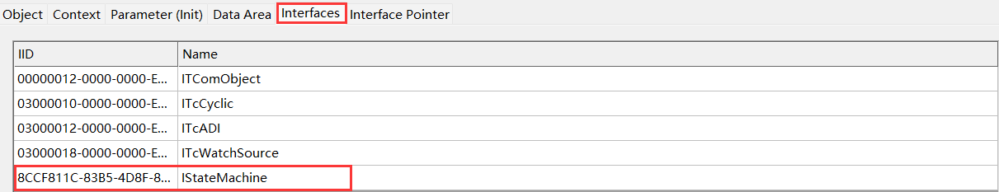 Object Context Parameter (Init) Data Area Interfaces Interface Pointer
IID Name
00000012-0000-0000-E... ITComObject
03000010-0000-0000-E... ITcCyclic
03000012-0000-0000-E... ITcADI
03000018-0000-0000-E... ITcWatchSource
8CCF811C-83B5-4D8F-8... IStateMachine